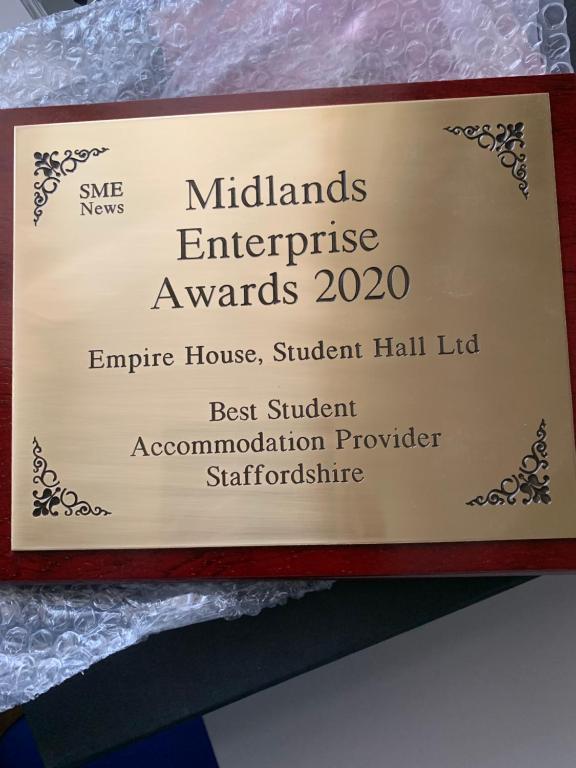 SME
News
Midlands
Enterprise
Awards 2020
Empire House, Student Hall Ltd
Best Student
Accommodation Provider
Staffordshire